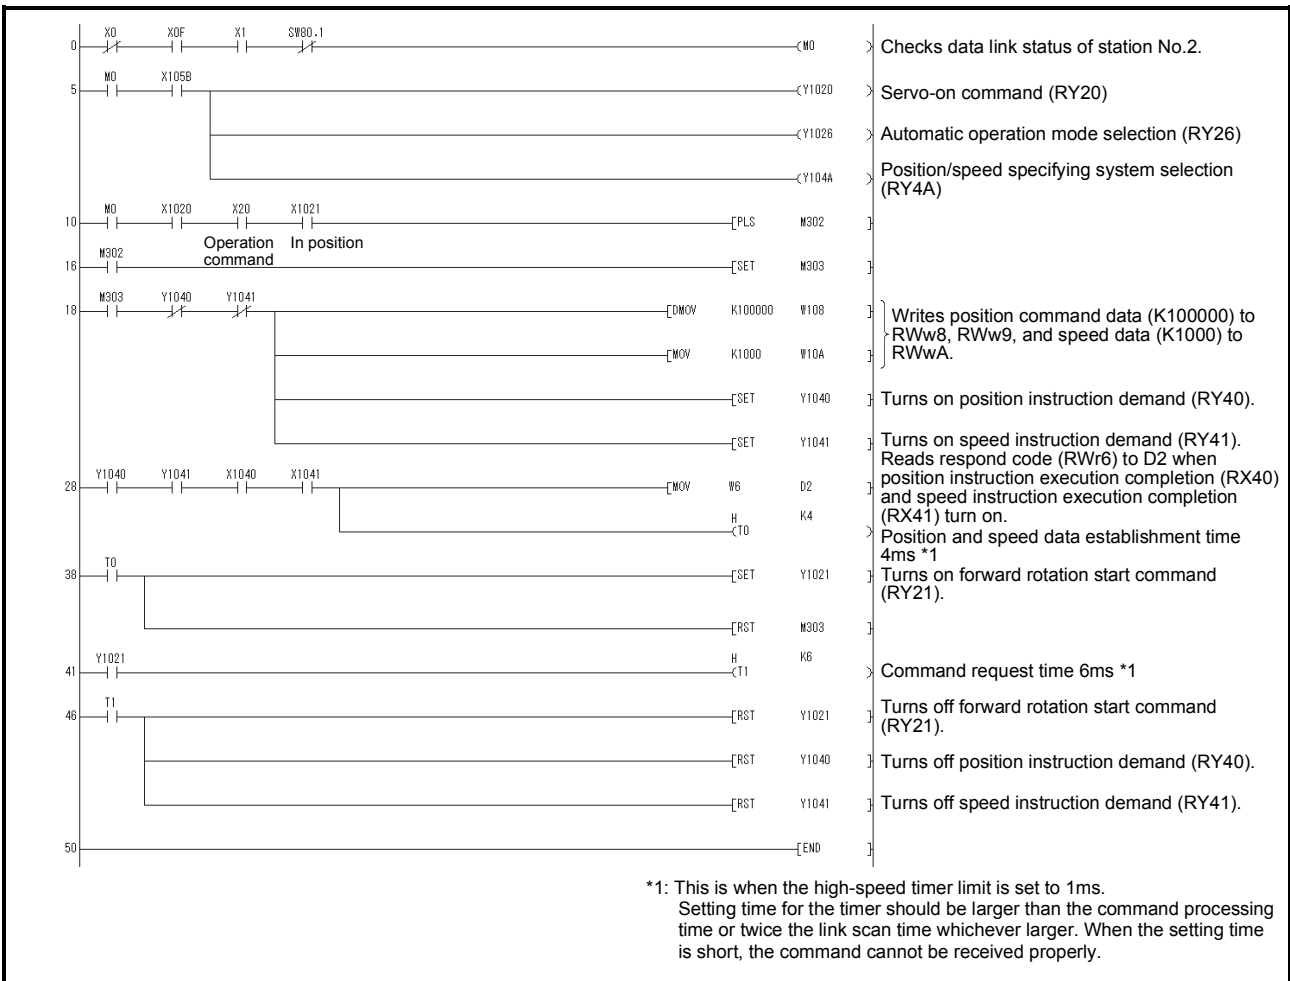 X0 X0F X1 SW80.1
0 (M0 ) Checks data link status of station No.2.
M0 X105B
5 (Y1020 ) Servo-on command (RY20)
(Y1026 ) Automatic operation mode selection (RY26)
(Y104A ) Position/speed specifying system selection
(RY4A)
M0 X1020 X20 X1021
10 [PLS M302 ]
Operation In position
command
M302
16 [SET M303 ]
M303 Y1040 Y1041
18 [DMOV K100000 W108 ]
Writes position command data (K100000) to
RWw8, RWw9, and speed data (K1000) to
RWwA.
[MOV K1000 W10A ]
[SET Y1040 ] Turns on position instruction demand (RY40).
[SET Y1041 ] Turns on speed instruction demand (RY41).
Y1040 Y1041 X1040 X1041
28 [MOV W6 D2 ]
Reads respond code (RWr6) to D2 when
position instruction execution completion (RX40)
and speed instruction execution completion
(RX41) turn on.
H K4
(T0 )
Position and speed data establishment time
4ms *1
T0
38 [SET Y1021 ] Turns on forward rotation start command
(RY21).
[RST M303 ]
Y1021 H K6
41 (T1 ) Command request time 6ms *1
T1
46 [RST Y1021 ] Turns off forward rotation start command
(RY21).
[RST Y1040 ] Turns off position instruction demand (RY40).
[RST Y1041 ] Turns off speed instruction demand (RY41).
50 [END ]
*1: This is when the high-speed timer limit is set to 1ms.
Setting time for the timer should be larger than the command processing
time or twice the link scan time whichever larger. When the setting time
is short, the command cannot be received properly.